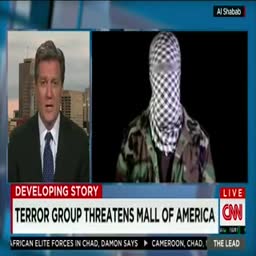 Al Shabab
DEVELOPING STORY
LIVE
TERROR GROUP THREATENS MALL OF AMERICA
CNN
AFRICAN ELITE FORCES IN CHAD, DAMON SAYS ▸ CAMEROON, CHAD,
THE LEAD